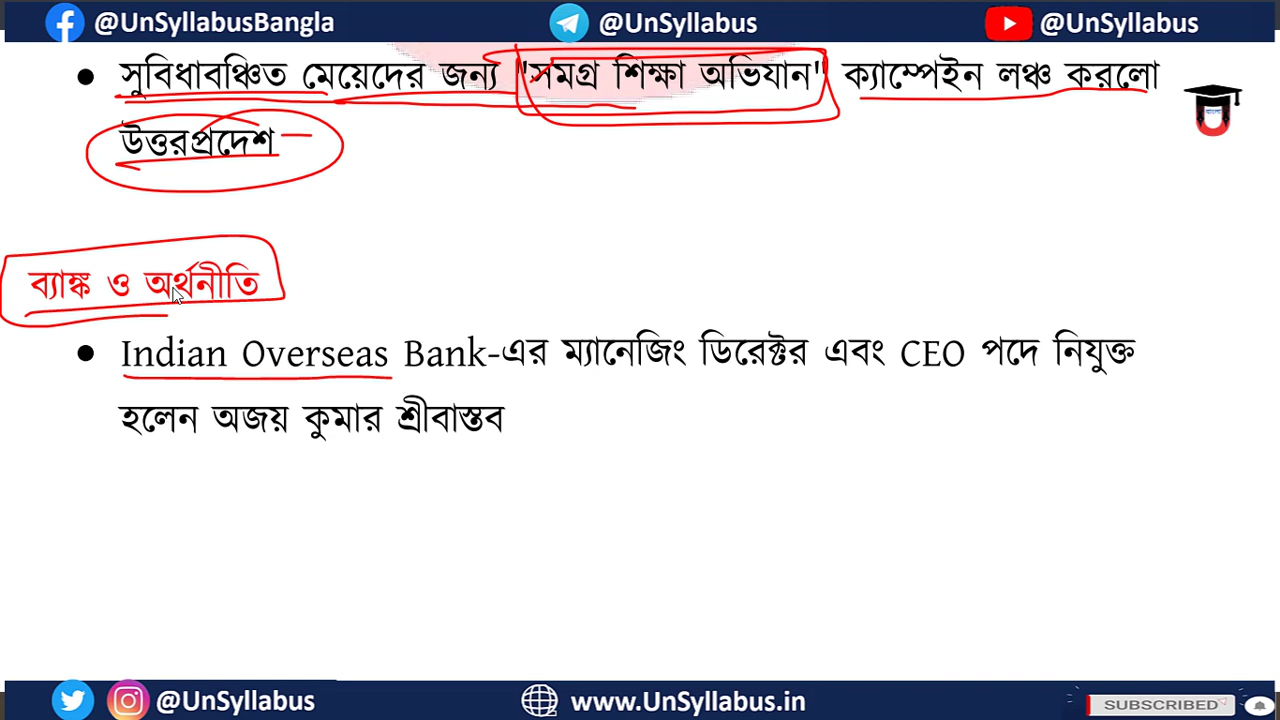 @UnSyllabusBangla @UnSyllabus @UnSyllabus
• সুবিধাবঞ্চিত মেয়েদের জন্য "সমগ্র শিক্ষা অভিযান" ক্যাম্পেইন লঞ্চ করলো
উত্তরপ্রদেশ
ব্যাঙ্ক ও অর্থনীতি
• Indian Overseas Bank-এর ম্যানেজিং ডিরেক্টর এবং CEO পদে নিযুক্ত
হলেন অজয় কুমার শ্রীবাস্তব
@UnSyllabus www.UnSyllabus.in SUBSCRIBED